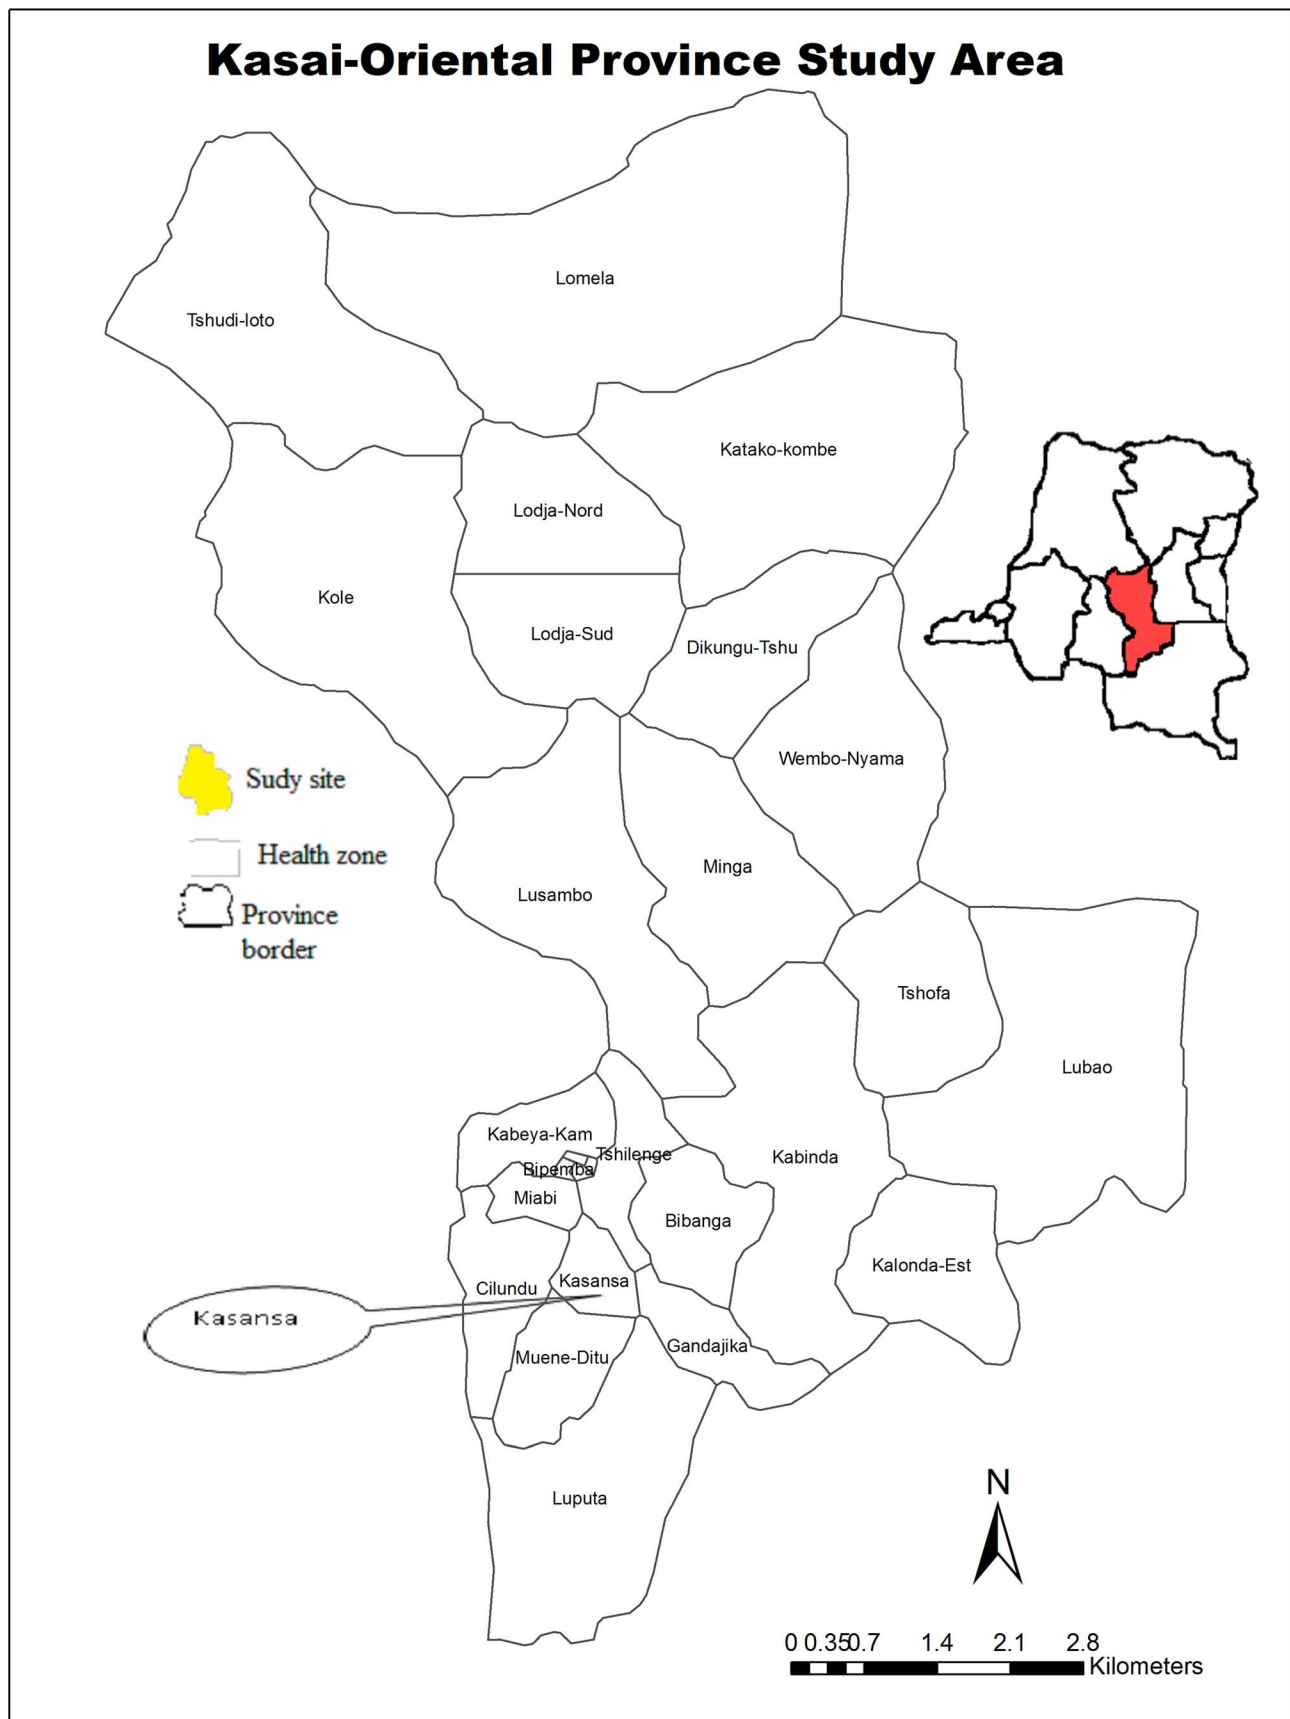 Kasai-Oriental Province Study Area
Lomela
Tshudi-loto
Katako-kombe
Lodja-Nord
Kole
Lodja-Sud
Dikungu-Tshu
Wembo-Nyama
Sudy site
Health zone
Province
border
Minga
Lusambo
Tshofa
Lubao
Kabeya-Kam
Tshilenge
Kabinda
Bipemba
Miabi
Bibanga
Kalonda-Est
Kasansa
Cilundu
Kasansa
Gandajika
Muene-Ditu
Luputa
N
0 0.35 0.7 1.4 2.1 2.8
Kilometers